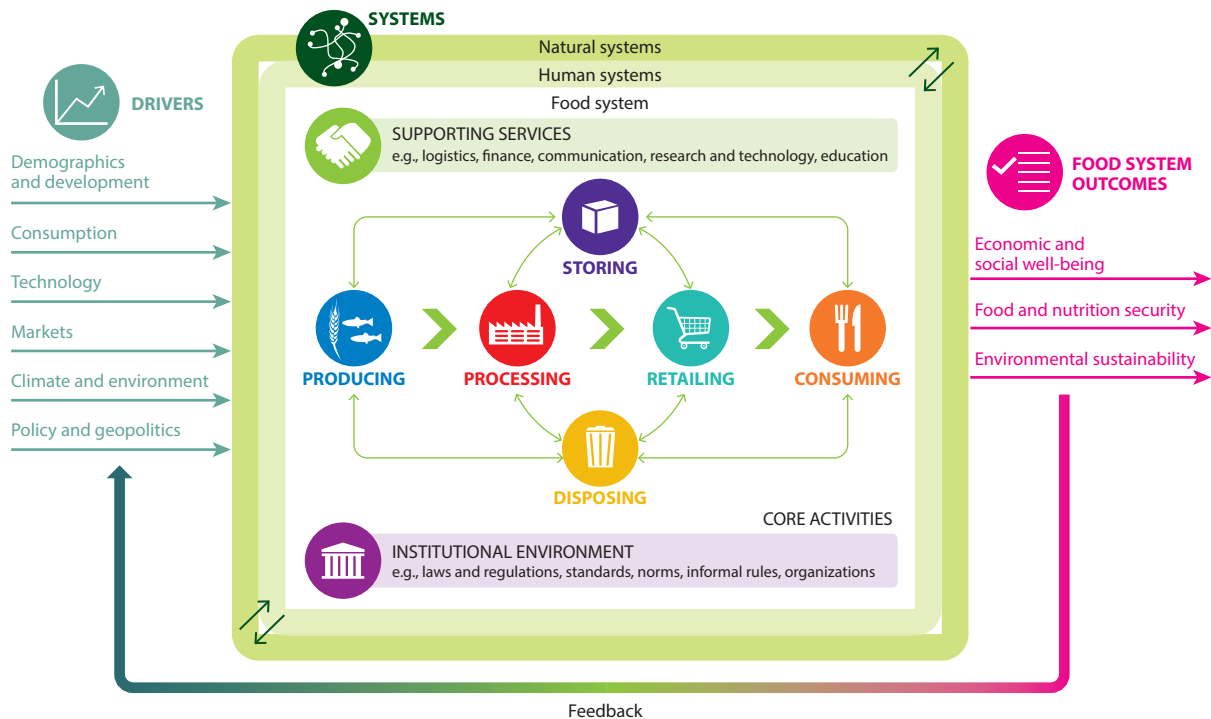 SYSTEMS
Natural systems
Human systems
Food system
DRIVERS
Demographics
and development
Consumption
Technology
Markets
Climate and environment
Policy and geopolitics
SUPPORTING SERVICES
e.g., logistics, finance, communication, research and technology, education
STORING
PRODUCING
PROCESSING
RETAILING
CONSUMING
DISPOSING
CORE ACTIVITIES
INSTITUTIONAL ENVIRONMENT
e.g., laws and regulations, standards, norms, informal rules, organizations
FOOD SYSTEM
OUTCOMES
Economic and
social well-being
Food and nutrition security
Environmental sustainability
Feedback